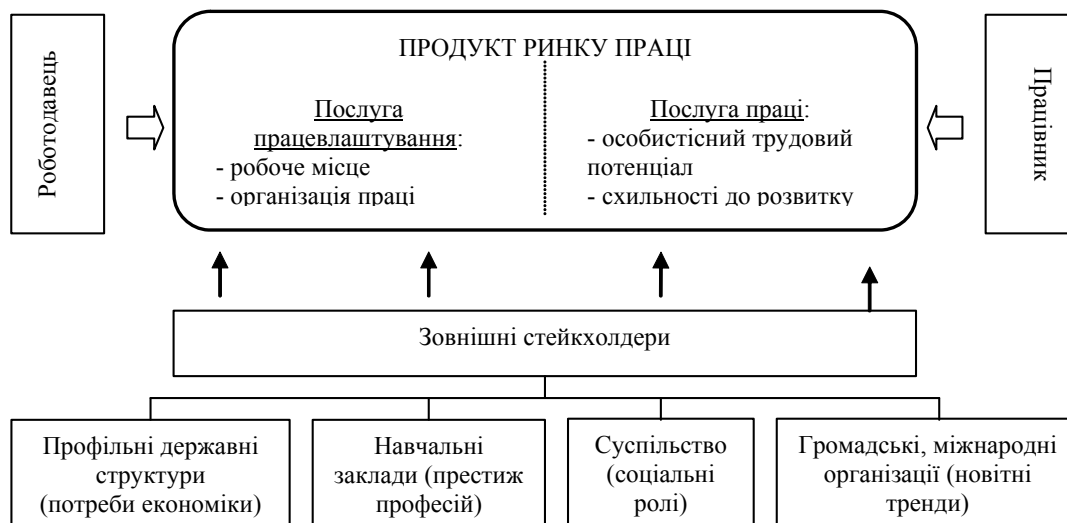 ПРОДУКТ РИНКУ ПРАЦІ
Роботодавець
Послуга
працевлаштування:
- робоче місце
- організація праці
Послуга праці:
- особистісний трудовий
потенціал
- схильності до розвитку
Працівник
Зовнішні стейкхолдери
Профільні державні
структури
(потреби економіки)
Навчальні
заклади (престиж
професій)
Суспільство
(соціальні
ролі)
Громадські, міжнародні
організації (новітні
тренди)